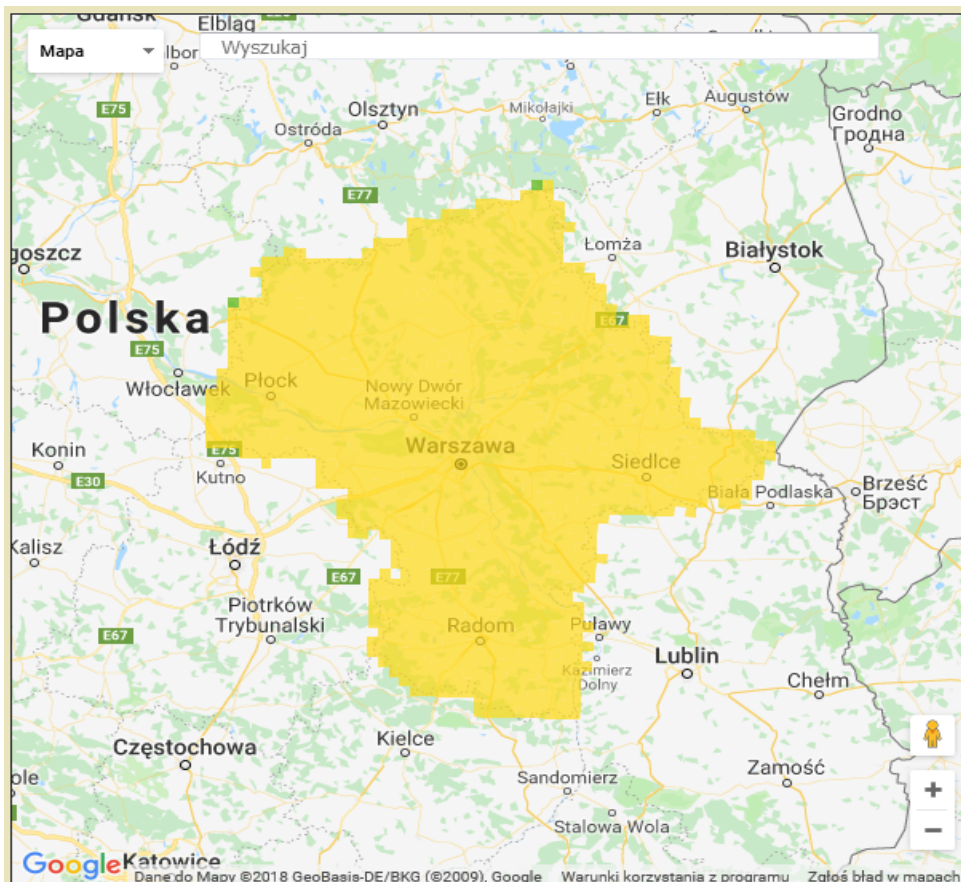 Gdańsk
Elbląg
Mapa
Wyszukaj
lbor
E75
Olsztyn
Mikołajki
Ełk
Augustów
Ostróda
Grodno
Гродна
E77
goszcz
Łomża
Białystok
Polska
E67
E75
Włocławek
Płock
Nowy Dwór
Mazowiecki
Konin
E75
Warszawa
Siedlce
Kutno
E30
Biała Podlaska
Brześć
Брэст
Kalisz
Łódź
E67
E77
Piotrków
Trybunalski
E67
Radom
Puławy
Lublin
Kazimierz
Dolny
Chełm
Częstochowa
Kielce
ole
Sandomierz
Zamość
Stalowa Wola
Google
Katowice
Dane do Mapy ©2018 GeoBasis-DE/BKG (©2009), Google
Warunki korzystania z programu
Zgłoś błąd w mapach